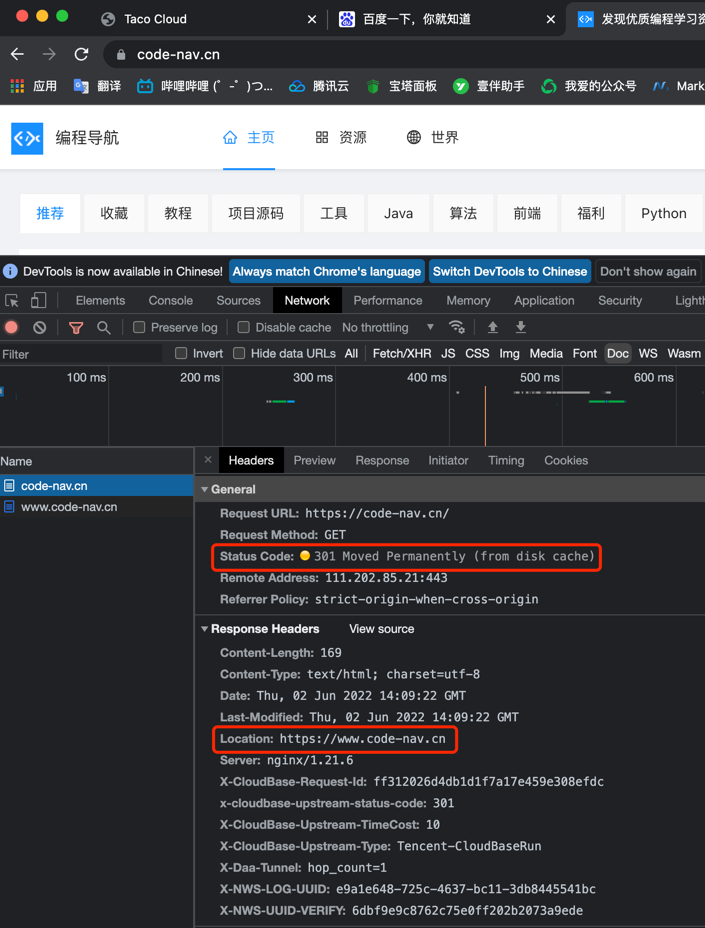 Taco Cloud
百度一下，你就知道
发现优质编程学习资
code-nav.cn
应用 翻译 哔哩哔哩 (゜-゜)つ... 腾讯云 宝塔面板 壹伴助手 我爱的公众号 Mark
编程导航 主页 资源 世界
推荐 收藏 教程 项目源码 工具 Java 算法 前端 福利 Python
DevTools is now available in Chinese! Always match Chrome's language Switch DevTools to Chinese Don't show again
Elements Console Sources Network Performance Memory Application Security Lighth
Preserve log Disable cache No throttling
Filter Invert Hide data URLs All Fetch/XHR JS CSS Img Media Font Doc WS Wasm
100 ms 200 ms 300 ms 400 ms 500 ms 600 ms
Name
code-nav.cn
www.code-nav.cn
× Headers Preview Response Initiator Timing Cookies
General
Request URL: https://code-nav.cn/
Request Method: GET
Status Code: 301 Moved Permanently (from disk cache)
Remote Address: 111.202.85.21:443
Referrer Policy: strict-origin-when-cross-origin
Response Headers View source
Content-Length: 169
Content-Type: text/html; charset=utf-8
Date: Thu, 02 Jun 2022 14:09:22 GMT
Last-Modified: Thu, 02 Jun 2022 14:09:22 GMT
Location: https://www.code-nav.cn
Server: nginx/1.21.6
X-CloudBase-Request-Id: ff312026d4db1d1f7a17e459e308efdc
x-cloudbase-upstream-status-code: 301
X-CloudBase-Upstream-TimeCost: 10
X-CloudBase-Upstream-Type: Tencent-CloudBaseRun
X-Daa-Tunnel: hop_count=1
X-NWS-LOG-UUID: e9a1e648-725c-4637-bc11-3db8445541bc
X-NWS-UUID-VERIFY: 6dbf9e9c8762c75e0ff202b2073a9ede